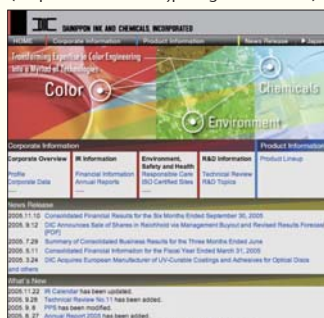 DIC DAINIPPON INK AND CHEMICALS, INCORPORATED
HOME Corporate Information Product Information News Release Japan
Transforming Expertise in Color Engineering
into a Myriad of Technologies
Color
Chemicals
Environment
Corporate Information Product Information
Corporate Overview IR Information Environment, Safety and Health R&D Information Product Lineup
Profile Financial Information Responsible Care Technical Review
Corporate Data Annual Reports ISO Certified Sites R&D Topics
News Release
2005.11.10 Consolidated Financial Results for the Six Months Ended September 30, 2005
2005. 9.12 DIC Announces Sale of Shares in Reichhold via Management Buyout and Revised Results Forecast
(PDF)
2005. 7.29 Summary of Consolidated Business Results for the Three Months Ended June
2005. 5.11 Consolidated Financial Information for the Fiscal Year Ended March 31, 2005
2005. 3.24 DIC Acquires European Manufacturer of UV-Curable Coatings and Adhesives for Optical Discs
and others
What's New
2005.11.22 IR Calendar has been updated.
2005. 9.28 Technical Review No.11 has been added.
2005. 9. 8 PPS has been modified.
2005. 8. 27 Annual Report 2005 has been added.